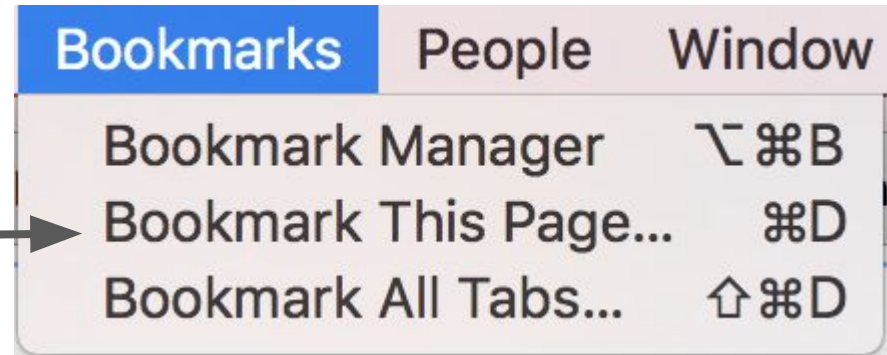 Bookmarks People Window
Bookmark Manager ⌥⌘B
Bookmark This Page... ⌘D
Bookmark All Tabs... ⇧⌘D